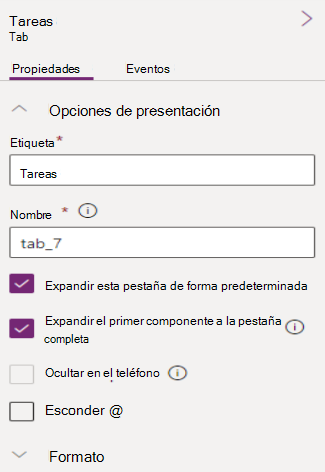 Tareas
Tab
Propiedades Eventos
Opciones de presentación
Etiqueta*
Tareas
Nombre *
tab_7
Expandir esta pestaña de forma predeterminada
Expandir el primer componente a la pestaña
completa
Ocultar en el teléfono
Esconder @
Formato